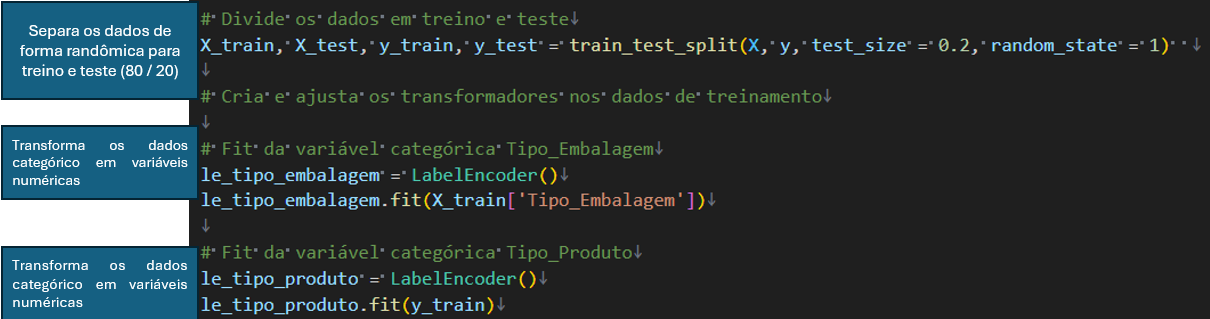 Separa os dados de
forma randômica para
treino e teste (80 / 20)
# Divide os dados em treino e teste↓
X_train, X_test, y_train, y_test = train_test_split(X, y, test_size = 0.2, random_state = 1) ↓
↓
# Cria e ajusta os transformadores nos dados de treinamento↓
↓
Transforma os dados
categórico em variáveis
numéricas
# Fit da variável categórica Tipo_Embalagem↓
le_tipo_embalagem = LabelEncoder()↓
le_tipo_embalagem.fit(X_train['Tipo_Embalagem'])↓
↓
Transforma os dados
categórico em variáveis
numéricas
# Fit da variável categórica Tipo_Produto↓
le_tipo_produto = LabelEncoder()↓
le_tipo_produto.fit(y_train)↓